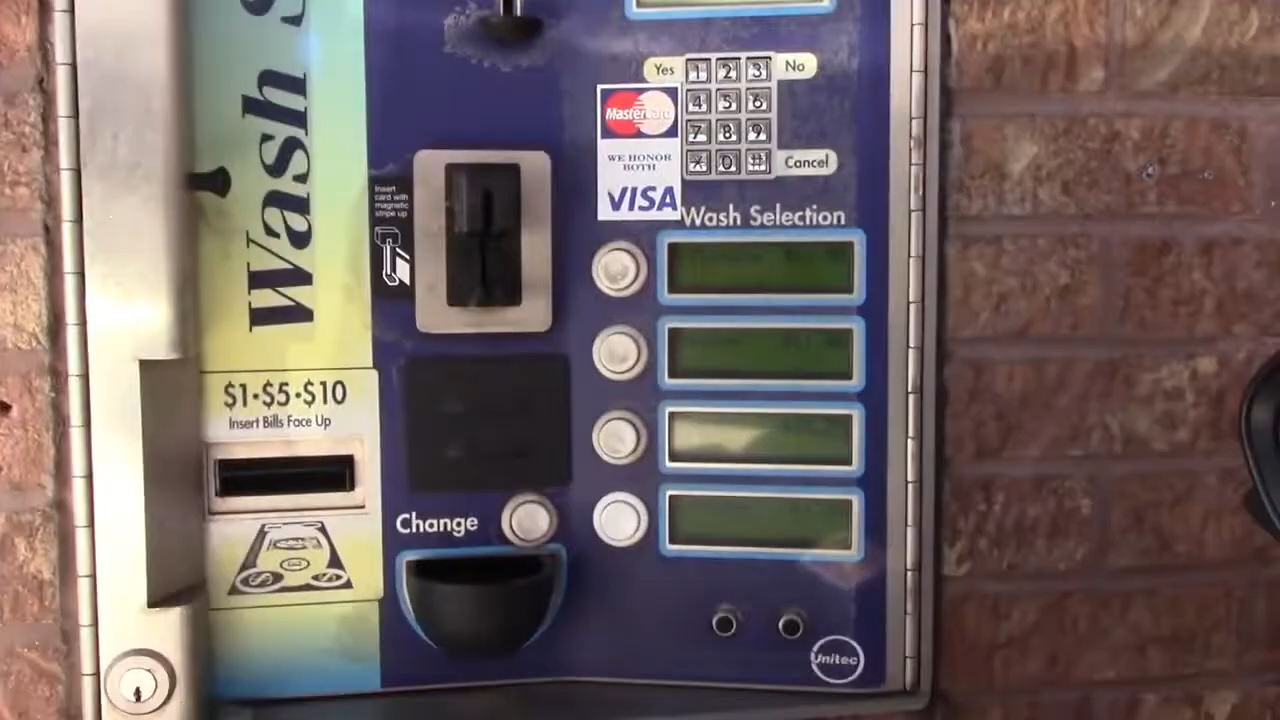 Wash S
Yes 1 2 3 No
4 5 6
7 8 9
* 0 # Cancel
MasterCard
WE HONOR
BOTH
VISA
Insert
card with
magnetic
stripe up
Wash Selection
$1·$5·$10
Insert Bills Face Up
Change
Unitec